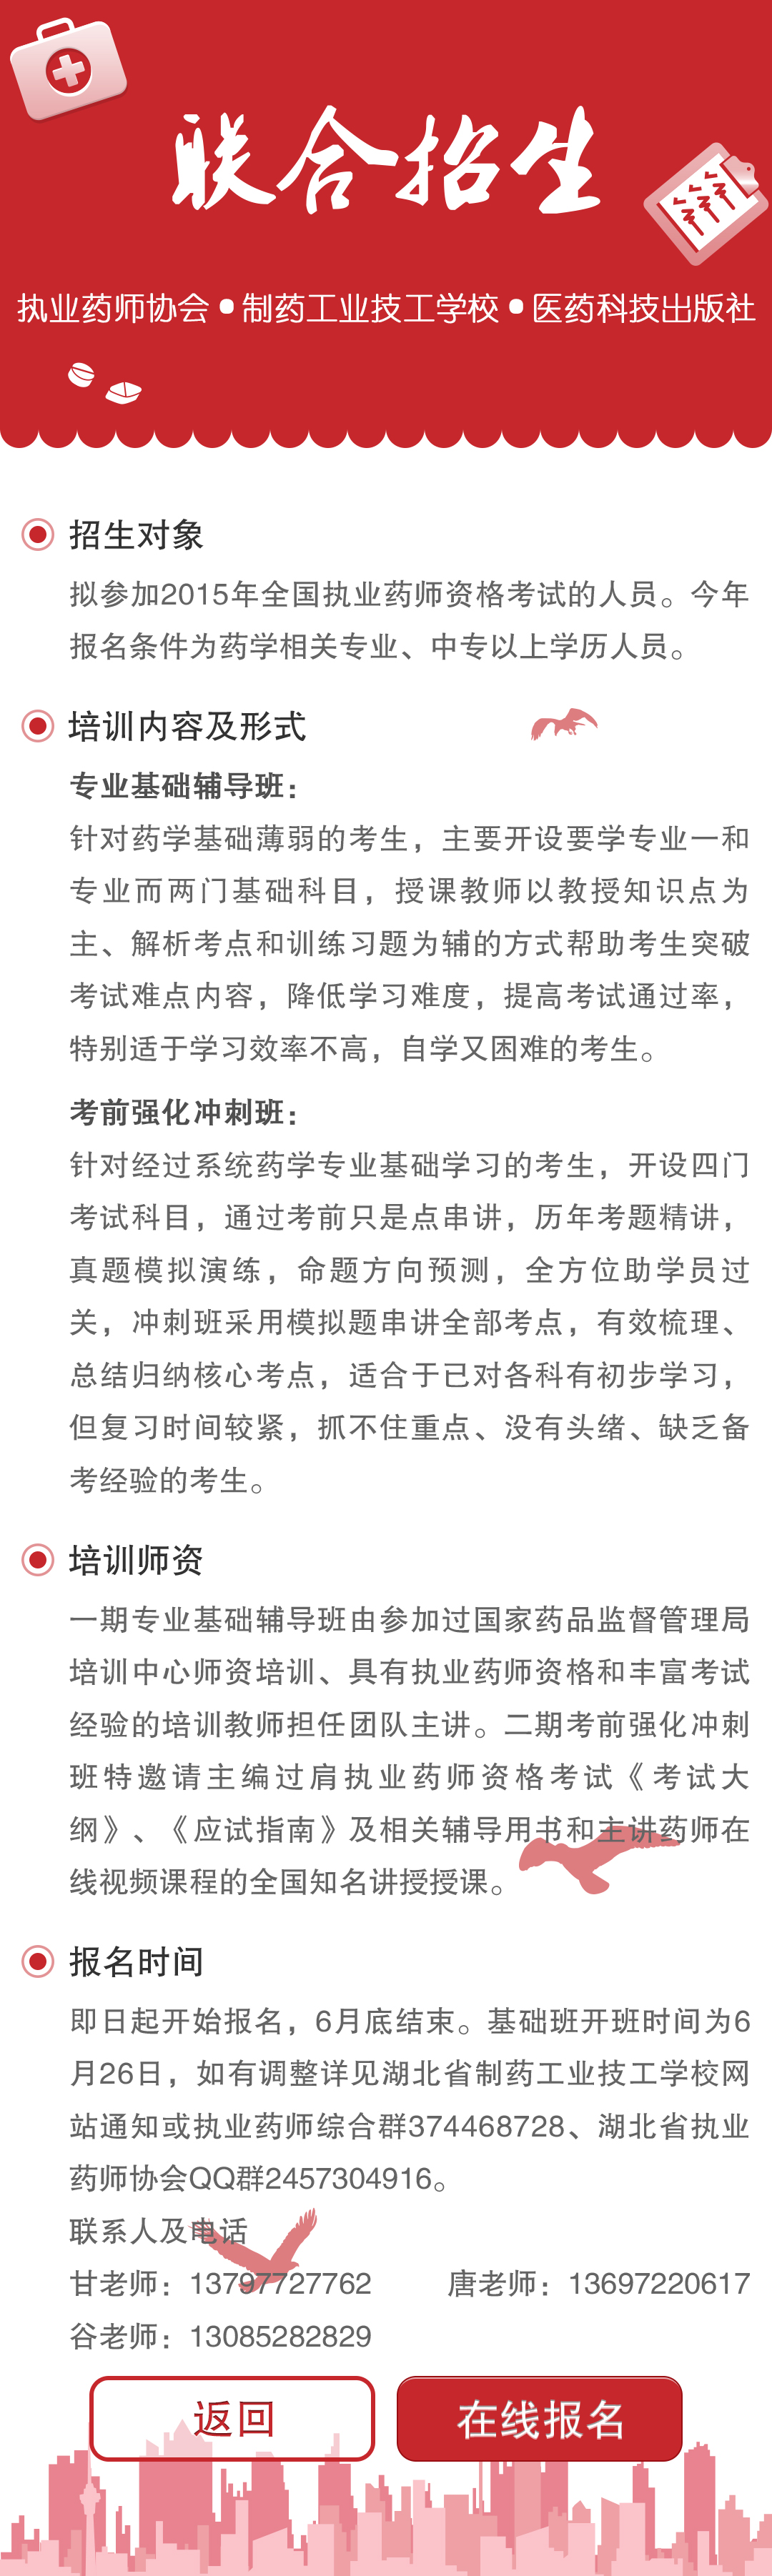 联合招生
执业药师协会•制药工业技工学校•医药科技出版社
招生对象
拟参加2015年全国执业药师资格考试的人员。今年
报名条件为药学相关专业、中专以上学历人员。
培训内容及形式
专业基础辅导班：
针对药学基础薄弱的考生，主要开设要学专业一和
专业而两门基础科目，授课教师以教授知识点为
主、解析考点和训练习题为辅的方式帮助考生突破
考试难点内容，降低学习难度，提高考试通过率，
特别适于学习效率不高，自学又困难的考生。
考前强化冲刺班：
针对经过系统药学专业基础学习的考生，开设四门
考试科目，通过考前只是点串讲，历年考题精讲，
真题模拟演练，命题方向预测，全方位助学员过
关，冲刺班采用模拟题串讲全部考点，有效梳理、
总结归纳核心考点，适合于已对各科有初步学习，
但复习时间较紧，抓不住重点、没有头绪、缺乏备
考经验的考生。
培训师资
一期专业基础辅导班由参加过国家药品监督管理局
培训中心师资培训、具有执业药师资格和丰富考试
经验的培训教师担任团队主讲。二期考前强化冲刺
班特邀请主编过肩执业药师资格考试《考试大
纲》、《应试指南》及相关辅导用书和主讲药师在
线视频课程的全国知名讲授授课。
报名时间
即日起开始报名，6月底结束。基础班开班时间为6
月26日，如有调整详见湖北省制药工业技工学校网
站通知或执业药师综合群374468728、湖北省执业
药师协会QQ群2457304916。
联系人及电话
甘老师：13797727762 唐老师：13697220617
谷老师：13085282829
返回 在线报名